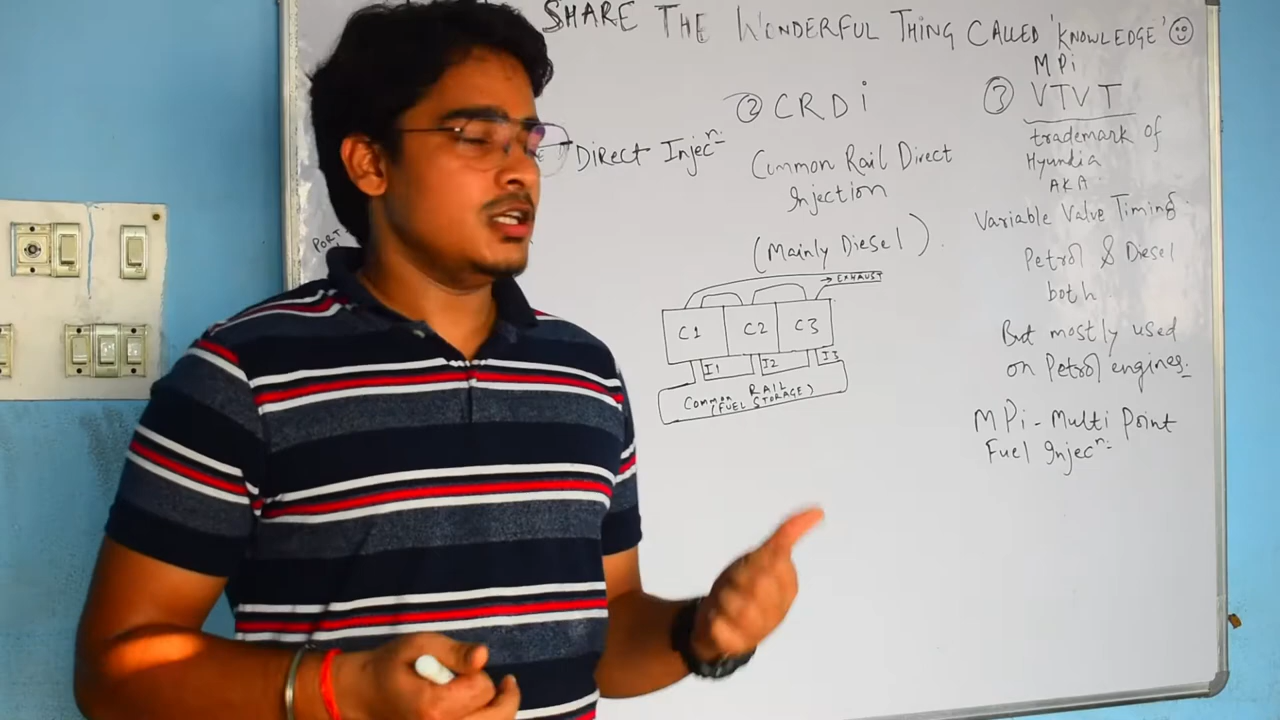 SHARE THE WONDERFUL THING CALLED 'KNOWLEDGE' ☺
Direct Injecⁿ:
PORT
② CRDi
Common Rail Direct
Injection
(Mainly Diesel).
→ EXHAUST
C1 C2 C3
I1 I2 I3
COMMON RAIL
(FUEL STORAGE)
MPi
③ VTVT
trademark of
Hyundia
AKA.
Variable Valve Timing.
Petrol & Diesel
both.
But mostly used
on Petrol engines.
MPi - Multi Point
Fuel Injecⁿ: